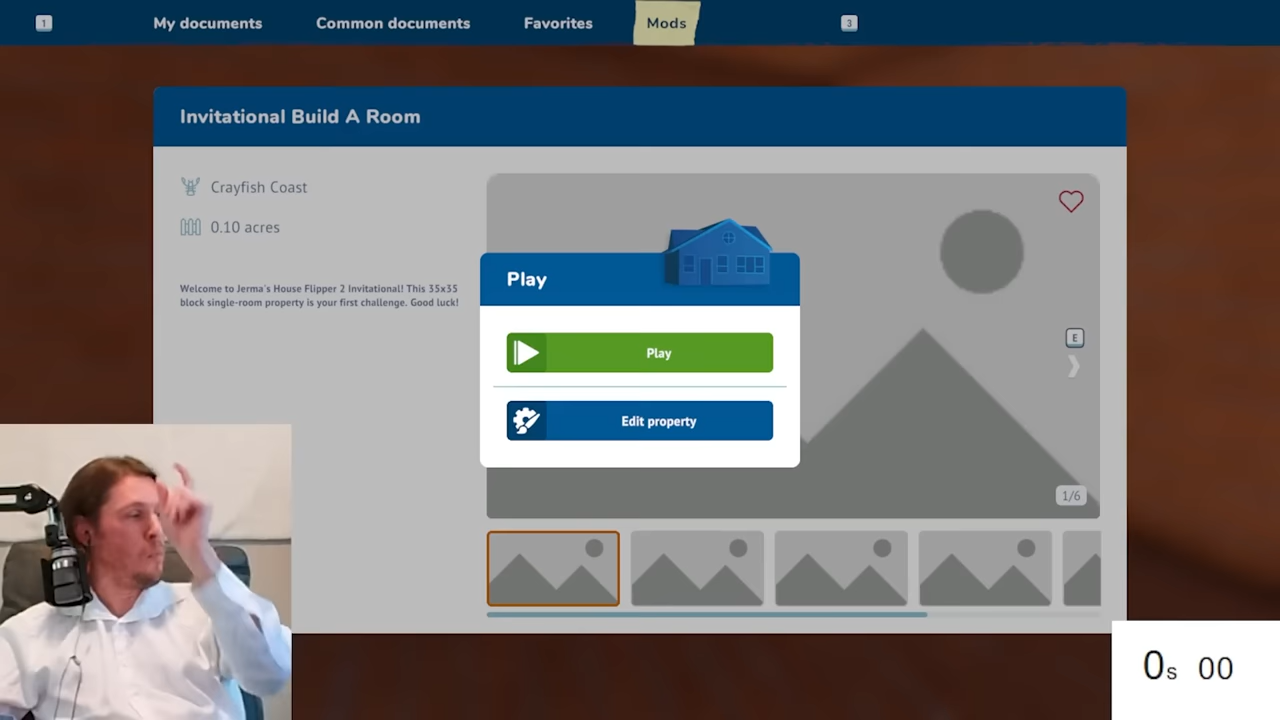 1
My documents
Common documents
Favorites
Mods
3
Invitational Build A Room
Crayfish Coast
0.10 acres
Welcome to Jerma's House Flipper 2 Invitational! This 35x35
block single-room property is your first challenge. Good luck!
Play
Play
Edit property
E
1/6
0s 00